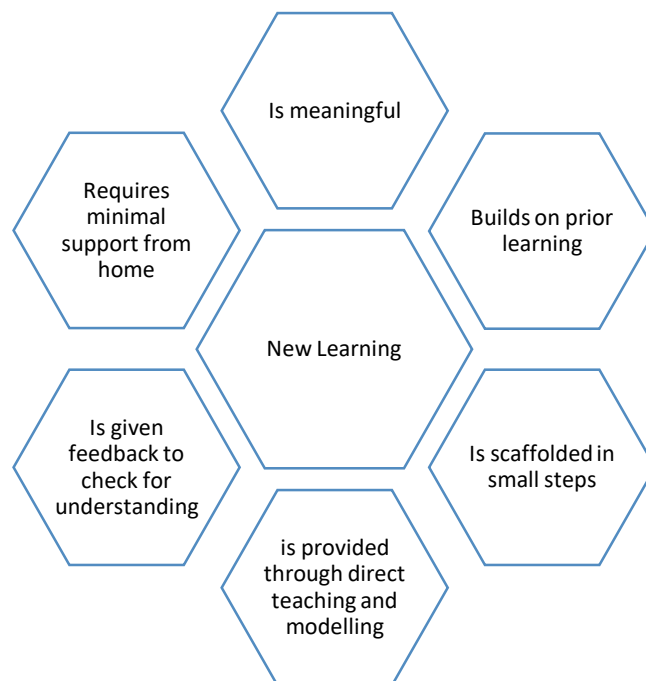 Is meaningful
Requires
minimal
support from
home
Builds on prior
learning
New Learning
Is given
feedback to
check for
understanding
Is scaffolded in
small steps
is provided
through direct
teaching and
modelling